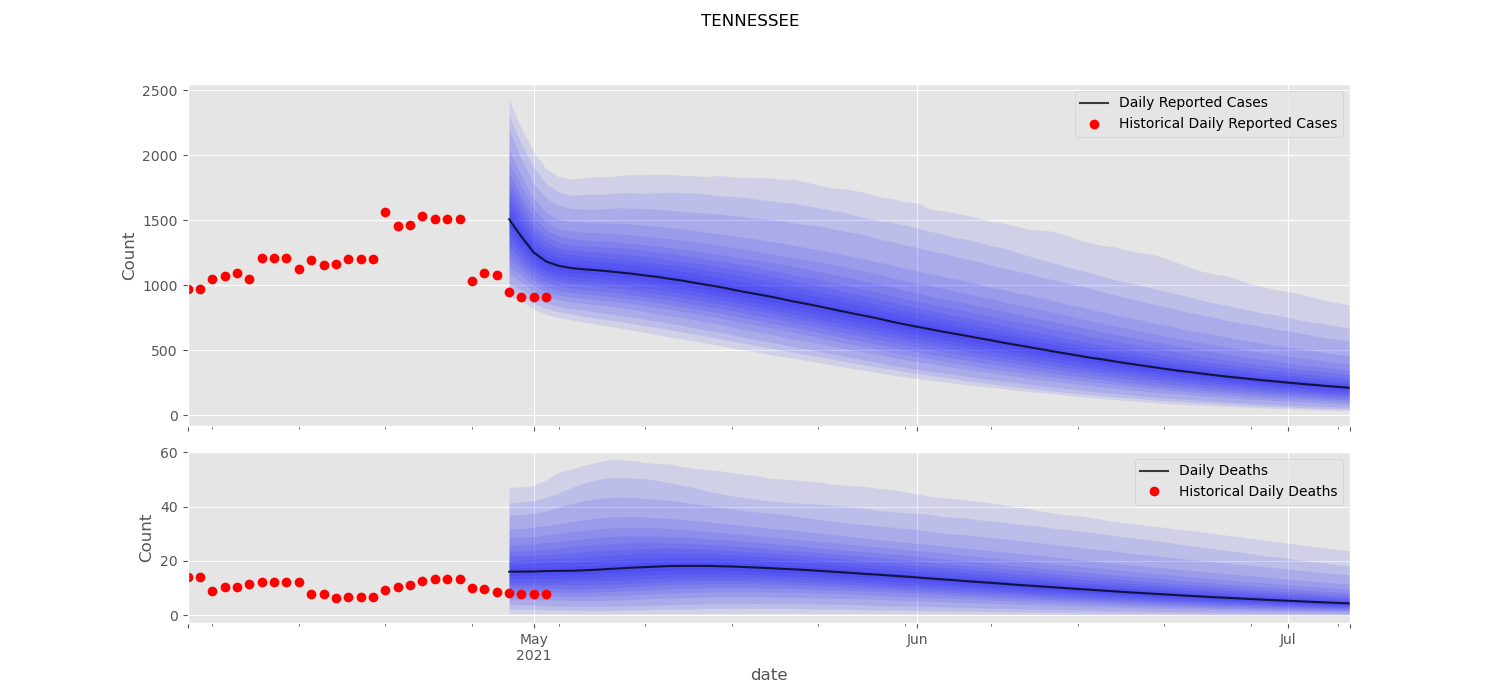 TENNESSEE
2500
2000
1500
1000
500
0
Count
Daily Reported Cases
Historical Daily Reported Cases
60
40
20
0
Count
Daily Deaths
Historical Daily Deaths
May
2021
Jun
Jul
date